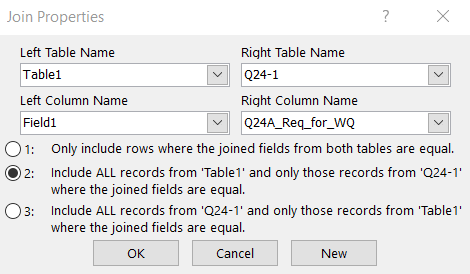 Join Properties
? ×
Left Table Name Right Table Name
Table1 Q24-1
Left Column Name Right Column Name
Field1 Q24A_Req_for_WQ
1: Only include rows where the joined fields from both tables are equal.
2: Include ALL records from 'Table1' and only those records from 'Q24-1'
where the joined fields are equal.
3: Include ALL records from 'Q24-1' and only those records from 'Table1'
where the joined fields are equal.
OK Cancel New